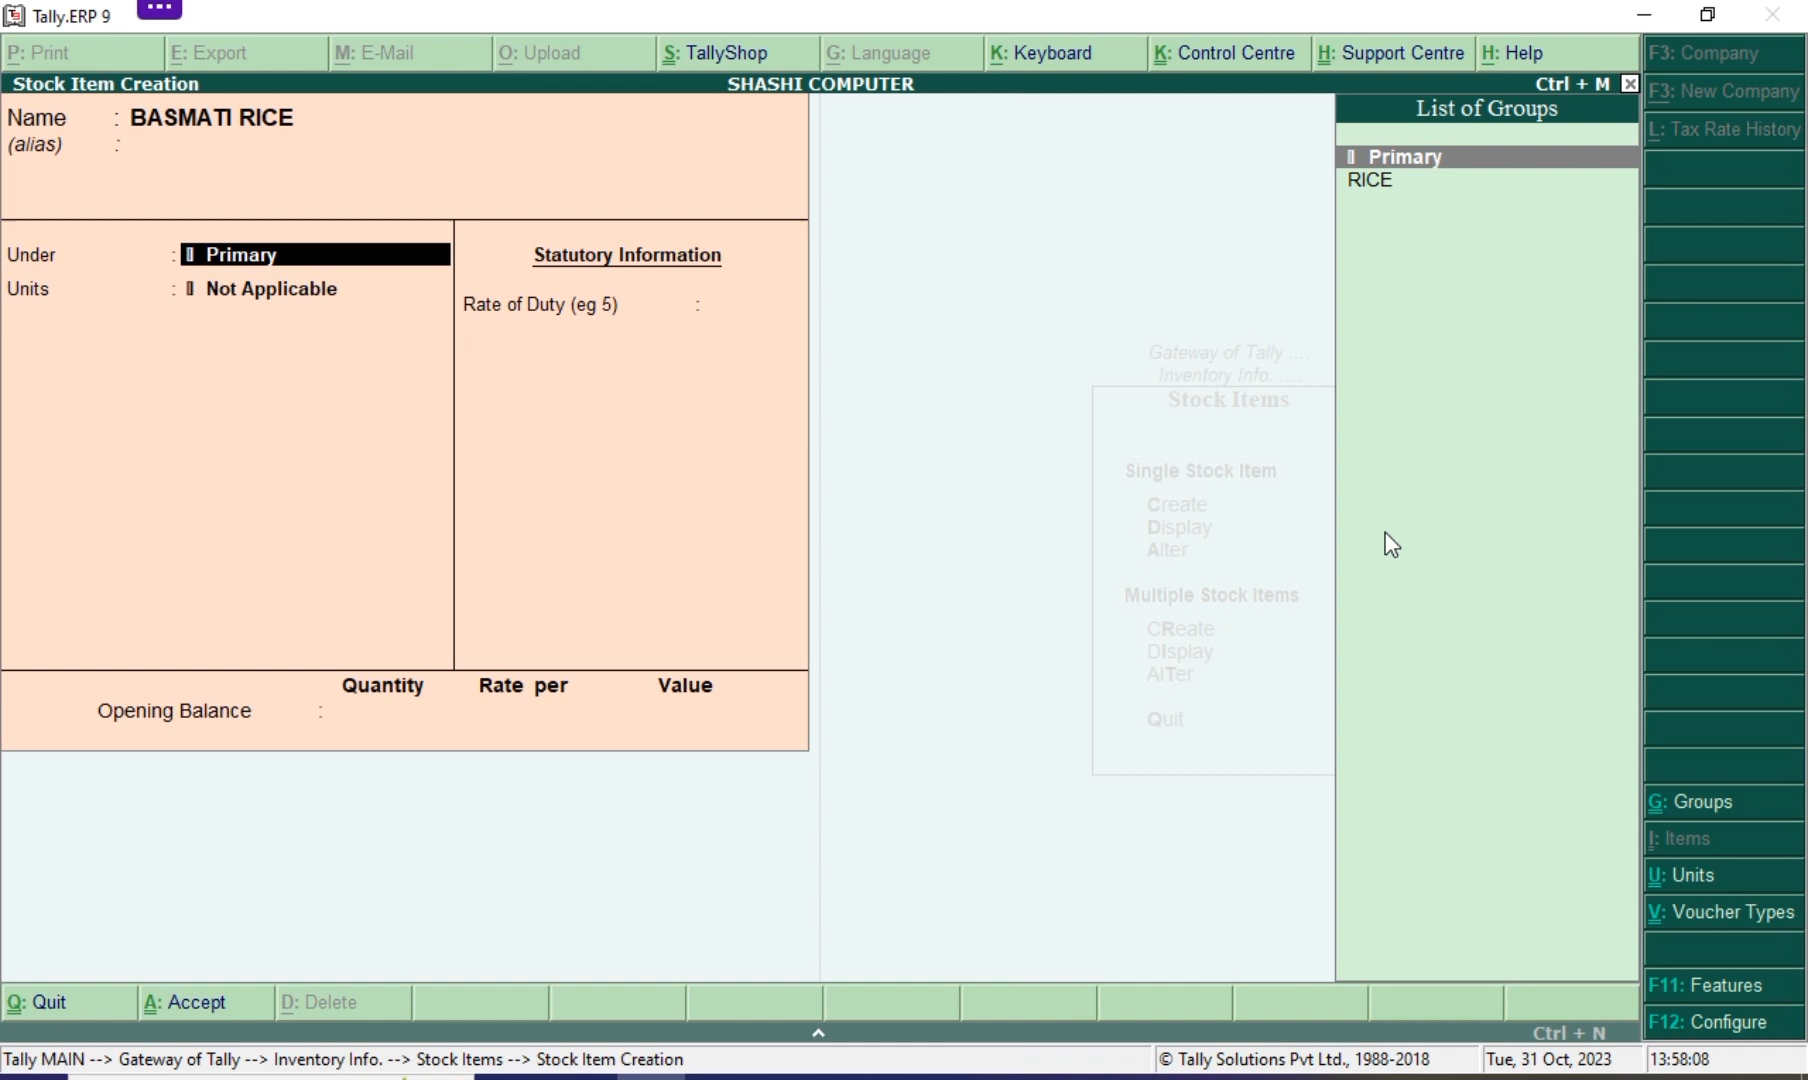 Tally.ERP 9
P: Print
E: Export
M: E-Mail
O: Upload
S: TallyShop
G: Language
K: Keyboard
K: Control Centre
H: Support Centre
H: Help
Stock Item Creation
SHASHI COMPUTER
Ctrl + M
Name : BASMATI RICE
(alias) :
Under : Primary
Units : Not Applicable
Statutory Information
Rate of Duty (eg 5) :
Quantity Rate per Value
Opening Balance :
Gateway of Tally ....
Inventory Info. ....
Stock Items
Single Stock Item
Create
Display
Alter
Multiple Stock Items
CReate
DIsplay
AlTer
Quit
List of Groups
Primary
RICE
F3: Company
F3: New Company
L: Tax Rate History
G: Groups
I: Items
U: Units
V: Voucher Types
F11: Features
F12: Configure
Q: Quit
A: Accept
D: Delete
Ctrl + N
Tally MAIN --> Gateway of Tally --> Inventory Info. --> Stock Items --> Stock Item Creation
© Tally Solutions Pvt Ltd., 1988-2018
Tue, 31 Oct, 2023
13:58:08